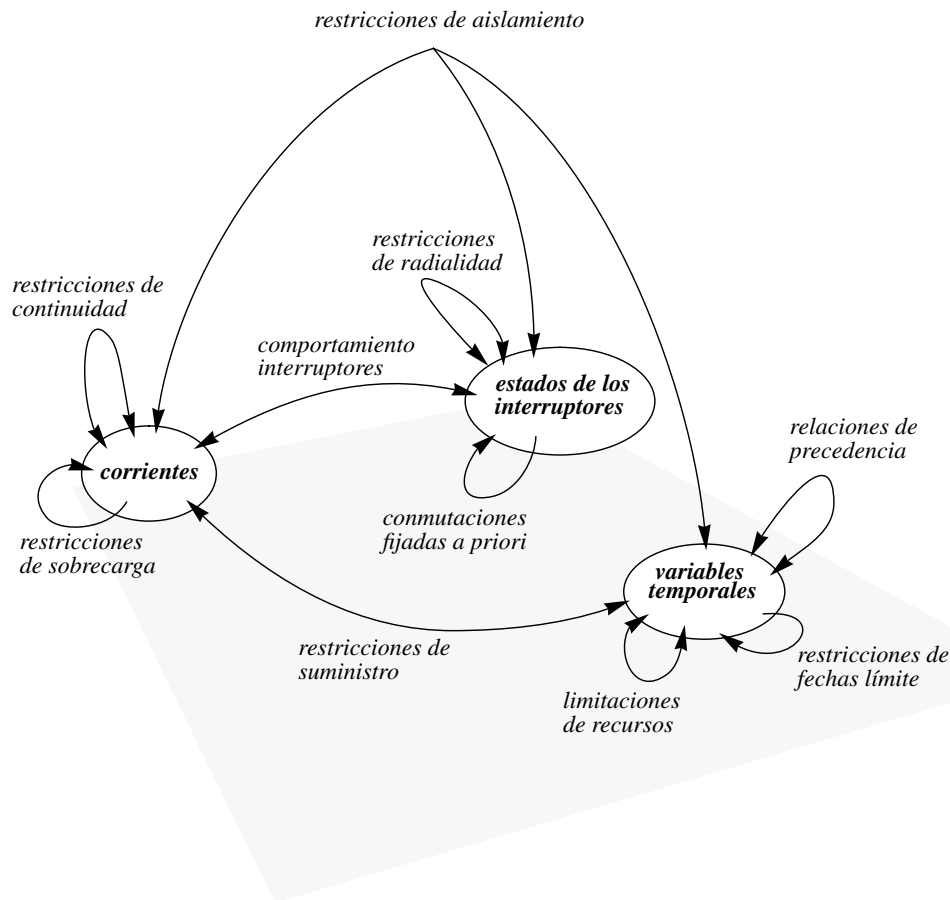 restricciones de aislamiento
restricciones
de radialidad
restricciones de
continuidad
comportamiento
interruptores
estados de los
interruptores
relaciones de
precedencia
corrientes
conmutaciones
fijadas a priori
restricciones
de sobrecarga
variables
temporales
restricciones de
suministro
restricciones de
fechas límite
limitaciones
de recursos